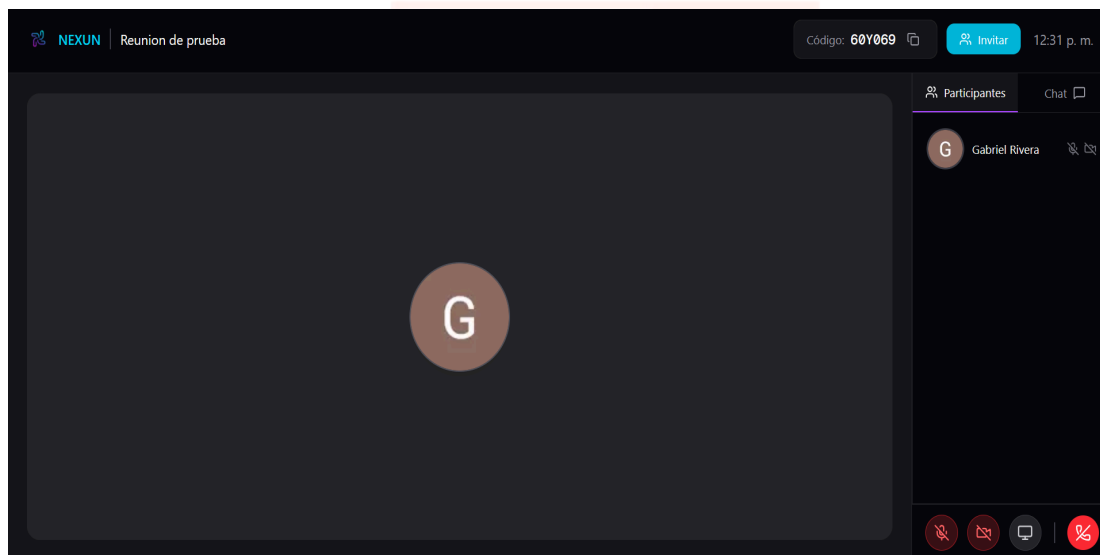 NEXUN Reunion de prueba Código: 60Y069 Invitar 12:31 p. m.
Participantes Chat
G Gabriel Rivera
G